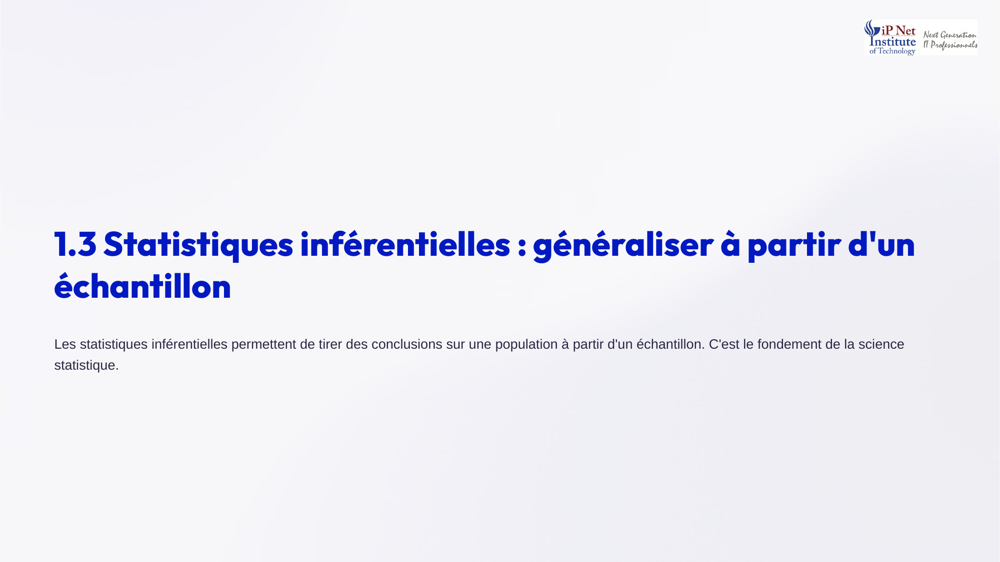 iP Net
Institute
of Technology
Next Generation
IT Professionnels
1.3 Statistiques inférentielles : généraliser à partir d'un
échantillon
Les statistiques inférentielles permettent de tirer des conclusions sur une population à partir d'un échantillon. C'est le fondement de la science
statistique.